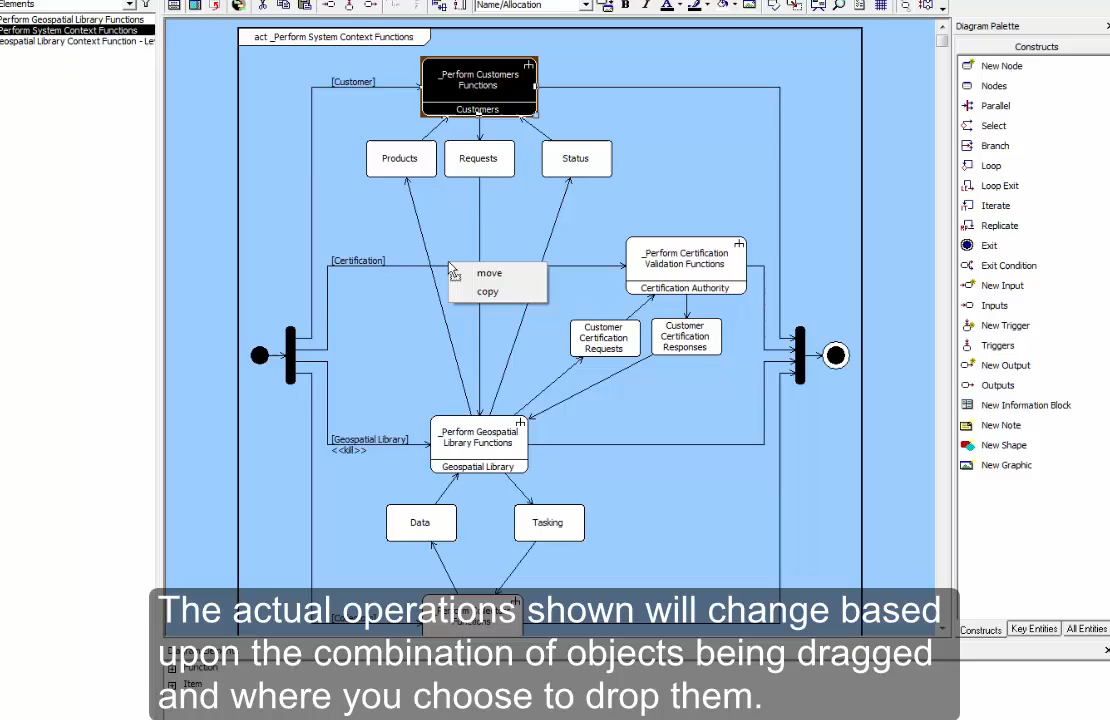 Elements
Name/Allocation
B
I
A
Perform Geospatial Library Functions
Perform System Context Functions
Geospatial Library Context Function - Le
act _Perform System Context Functions
[Customer]
_Perform Customers
Functions
Customers
Products
Requests
Status
[Certification]
move
copy
_Perform Certification
Validation Functions
Certification Authority
Customer
Certification
Requests
Customer
Certification
Responses
[Geospatial Library]
<<kill>>
_Perform Geospatial
Library Functions
Geospatial Library
Data
Tasking
Diagram Palette
Constructs
New Node
Nodes
Parallel
Select
Branch
Loop
Loop Exit
Iterate
Replicate
Exit
Exit Condition
New Input
Inputs
New Trigger
Triggers
New Output
Outputs
New Information Block
New Note
New Shape
New Graphic
Constructs
Key Entities
All Entities
Function
Item
The actual operations shown will change based
upon the combination of objects being dragged
and where you choose to drop them.